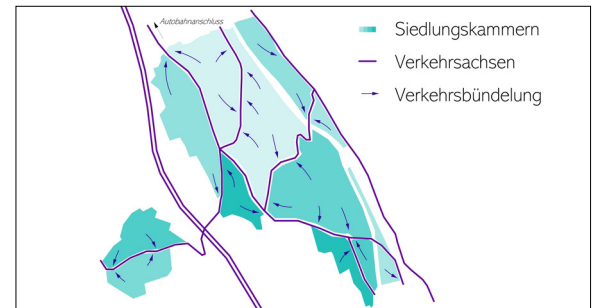 Autobahnanschluss
Siedlungskammern
Verkehrsachsen
Verkehrsbündelung